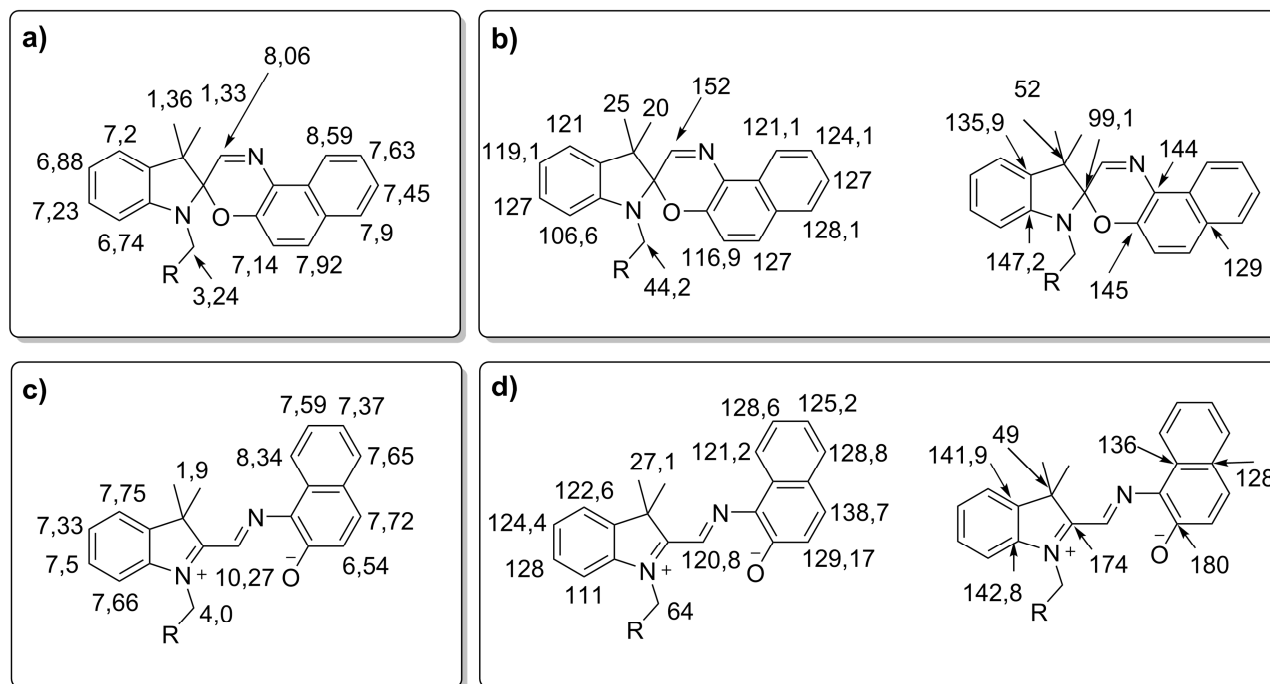 a)
8,06
1,36 1,33
7,2
8,59
6,88
N
7,63
7,23
7,45
N
O
6,74
7,9
R
7,14
7,92
3,24
b)
152
25
20
121
121,1
124,1
119,1
N
127
127
N
O
106,6
128,1
116,9
127
R
44,2
52
135,9
99,1
N
144
N
O
147,2
R
145
129
c)
7,59 7,37
8,34
7,65
1,9
7,75
N
7,72
7,33
7,5
−
6,54
N + 10,27 O
7,66
4,0
R
d)
128,6
125,2
121,2
128,8
27,1
122,6
N
138,7
124,4
−
129,17
128
N +
120,8
O
111
64
R
49
136
128
141,9
N
−
N +
O
174
180
142,8
R